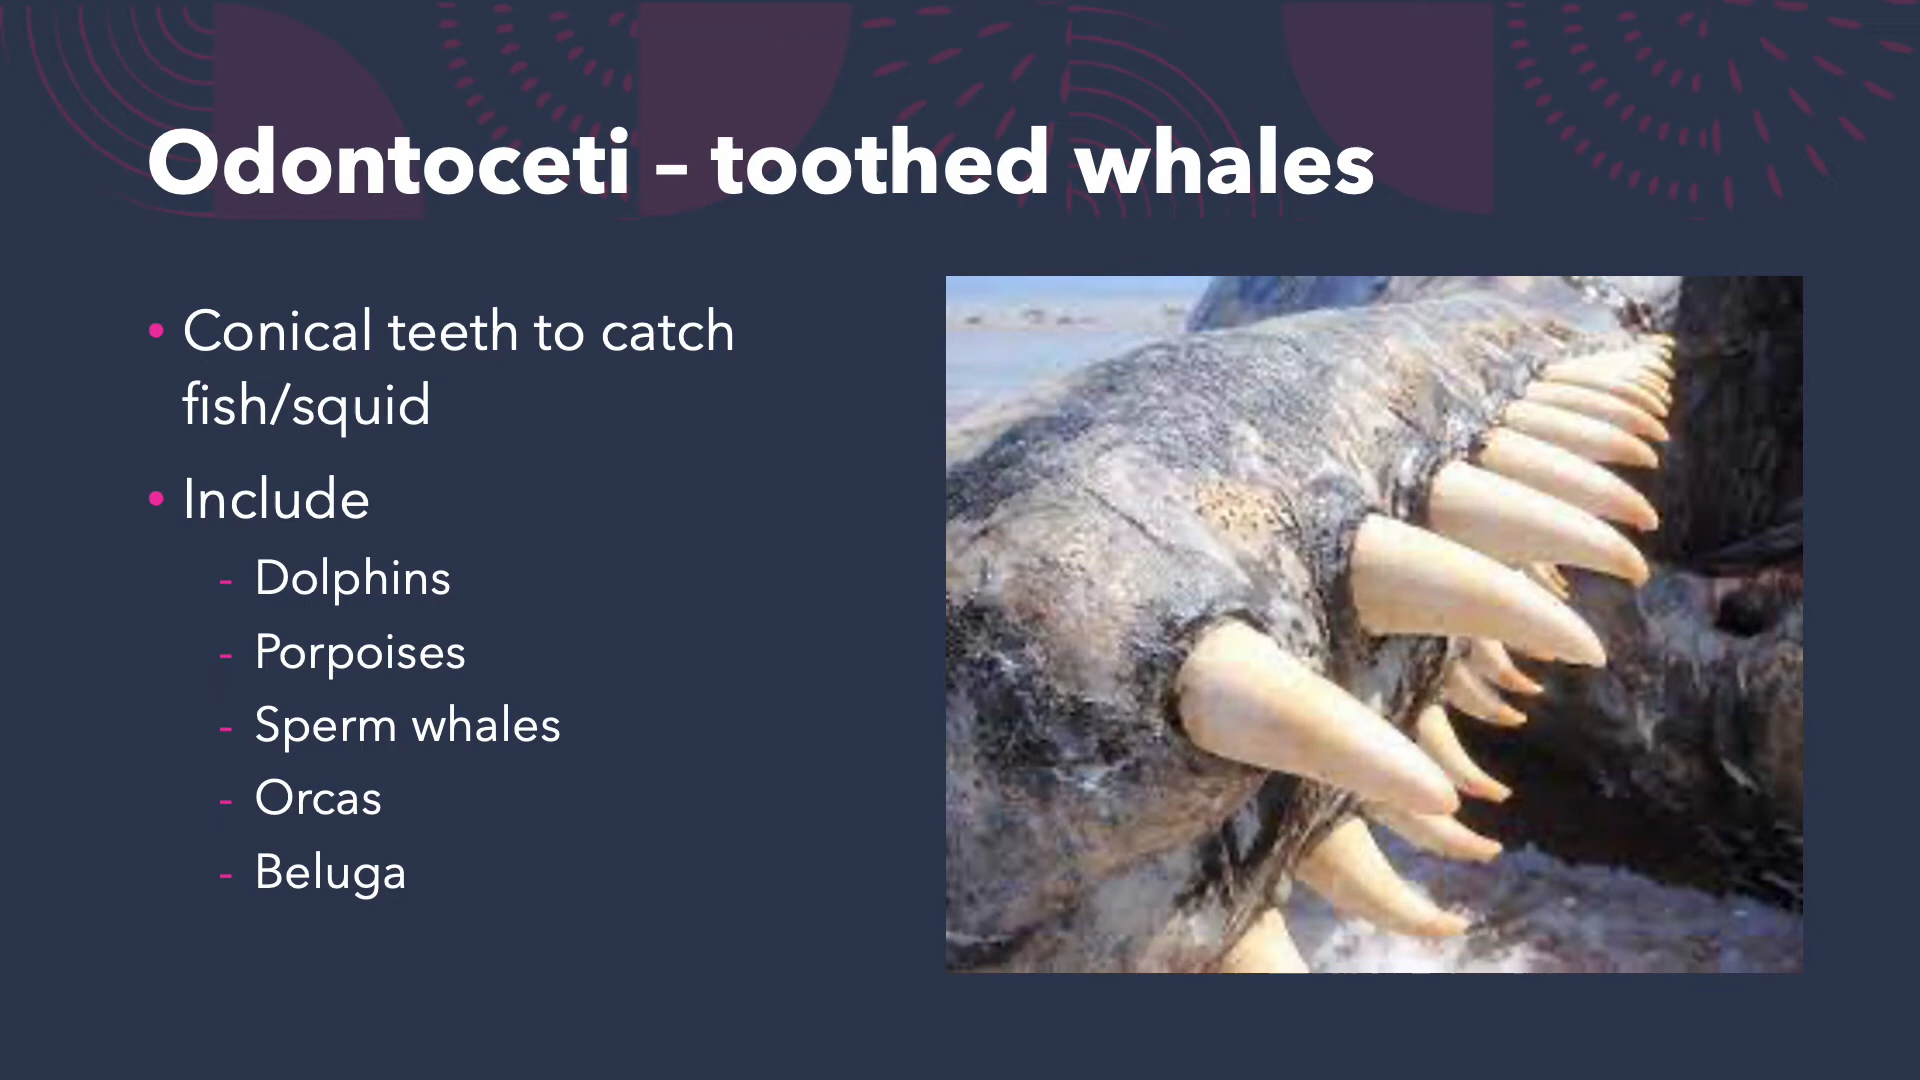 Odontoceti – toothed whales
• Conical teeth to catch
fish/squid
• Include
- Dolphins
- Porpoises
- Sperm whales
- Orcas
- Beluga